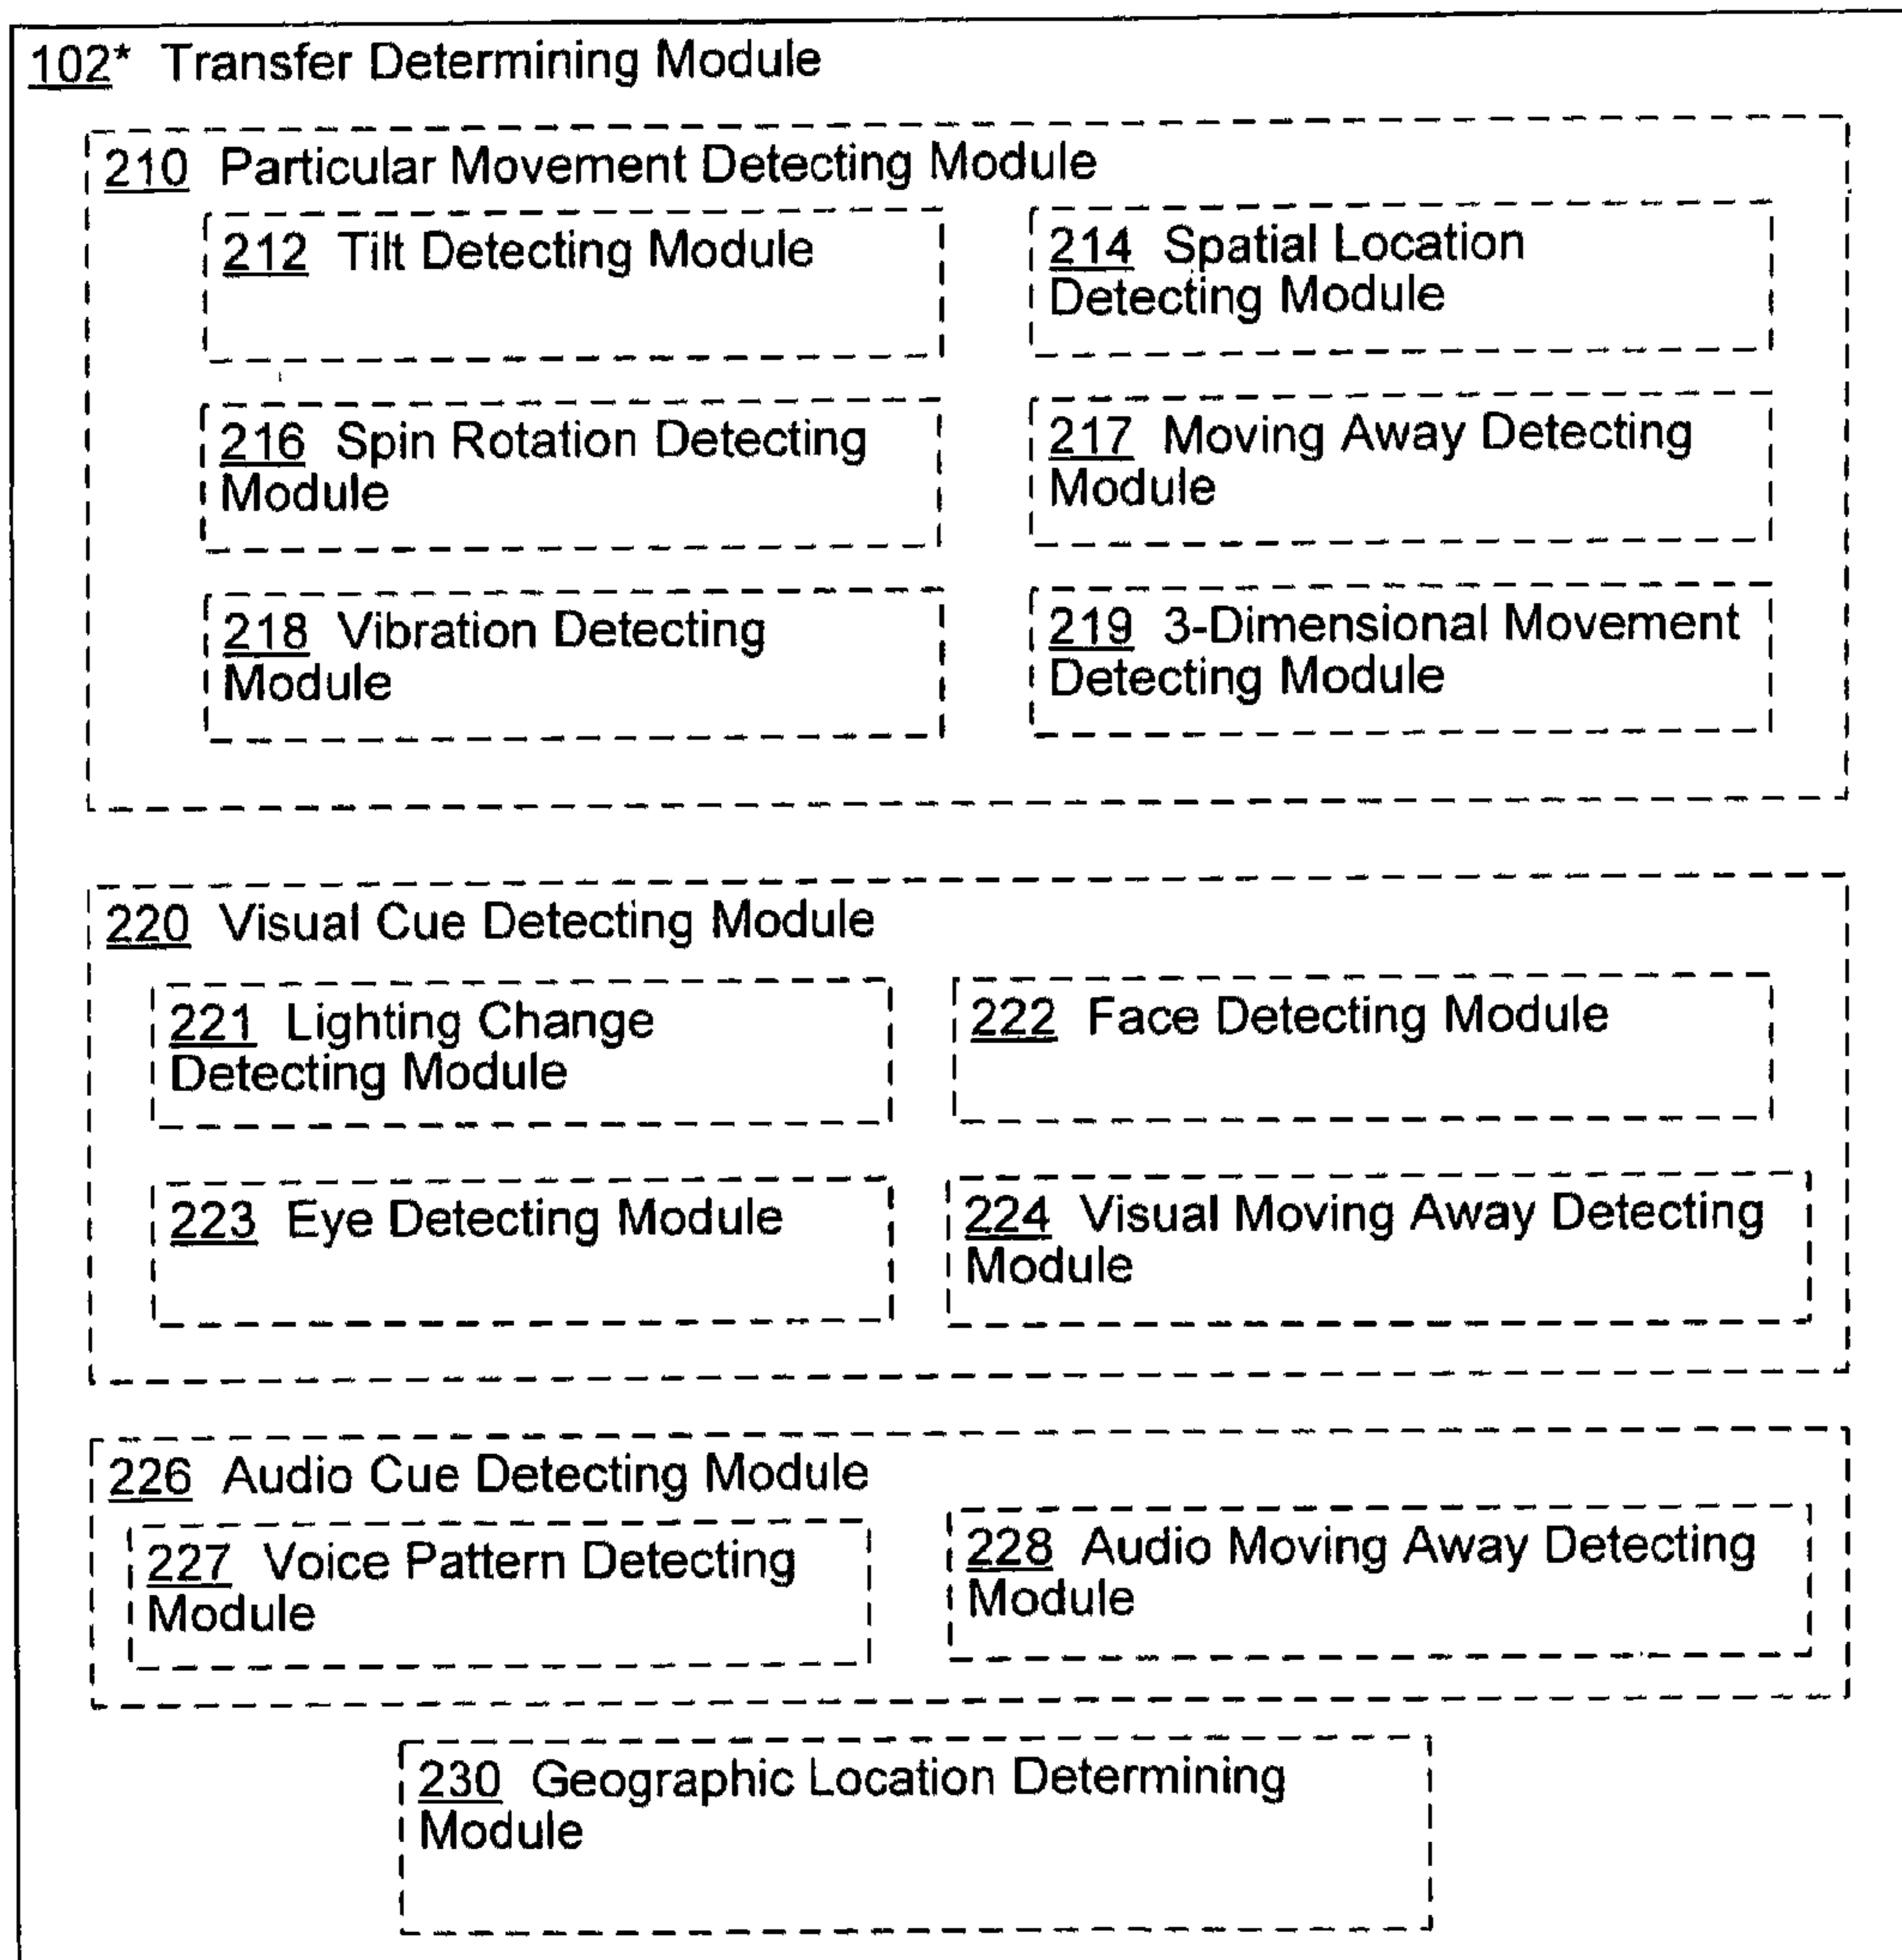 102* Transfer Determining Module
210 Particular Movement Detecting Module
212 Tilt Detecting Module
214 Spatial Location
Detecting Module
216 Spin Rotation Detecting
Module
217 Moving Away Detecting
Module
218 Vibration Detecting
Module
219 3-Dimensional Movement
Detecting Module
220 Visual Cue Detecting Module
221 Lighting Change
Detecting Module
222 Face Detecting Module
223 Eye Detecting Module
224 Visual Moving Away Detecting
Module
226 Audio Cue Detecting Module
227 Voice Pattern Detecting
Module
228 Audio Moving Away Detecting
Module
230 Geographic Location Determining
Module